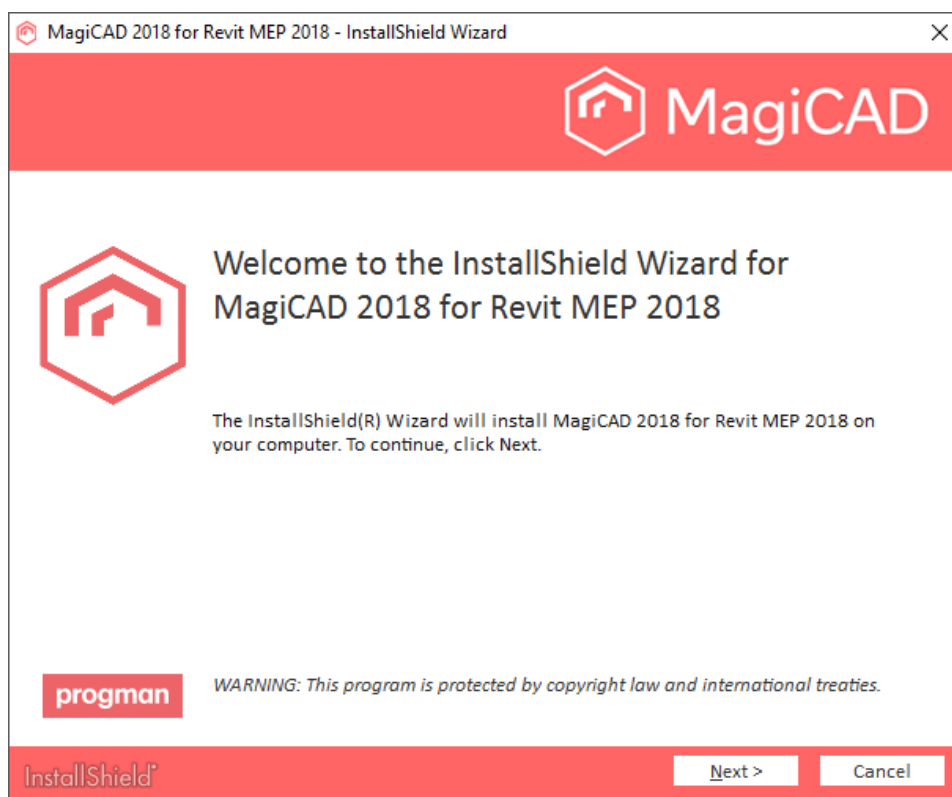 MagiCAD 2018 for Revit MEP 2018 - InstallShield Wizard
MagiCAD
Welcome to the InstallShield Wizard for
MagiCAD 2018 for Revit MEP 2018
The InstallShield(R) Wizard will install MagiCAD 2018 for Revit MEP 2018 on
your computer. To continue, click Next.
progman
WARNING: This program is protected by copyright law and international treaties.
InstallShield
Next >
Cancel